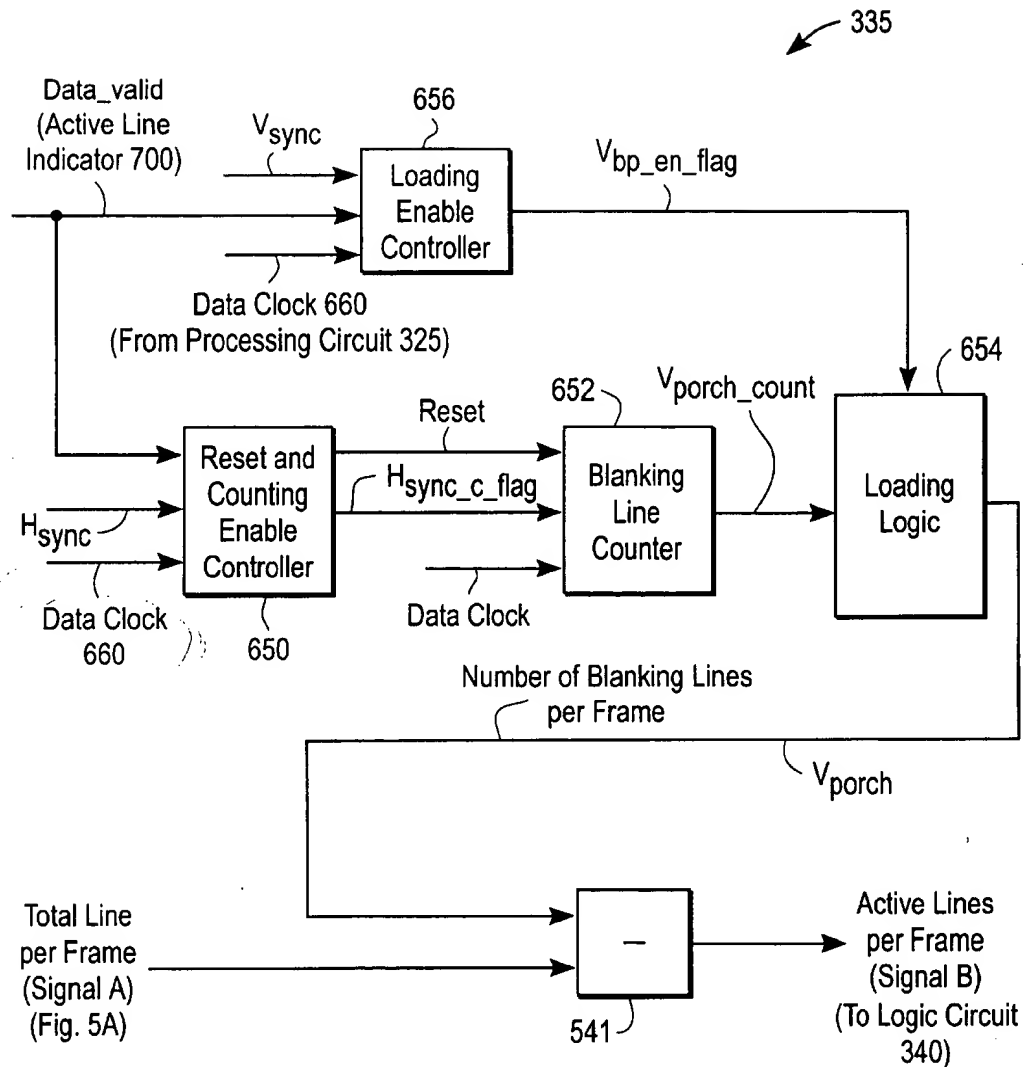 335
Data_valid
(Active Line
Indicator 700)
Vsync
656
Loading
Enable
Controller
Vbp_en_flag
Data Clock 660
(From Processing Circuit 325)
654
Reset
652
Vporch_count
Reset and
Counting
Enable
Controller
Hsync_c_flag
Blanking
Line
Counter
Loading
Logic
Hsync
Data Clock
660
650
Data Clock
Number of Blanking Lines
per Frame
Vporch
Total Line
per Frame
(Signal A)
(Fig. 5A)
–
541
Active Lines
per Frame
(Signal B)
(To Logic Circuit
340)